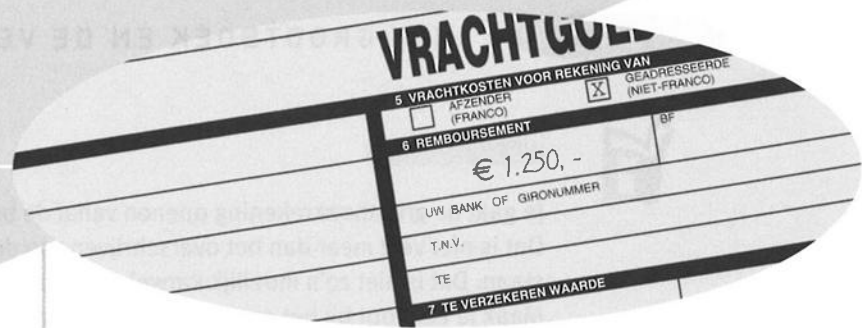 VRACHTGOED
5 VRACHTKOSTEN VOOR REKENING VAN
AFZENDER
(FRANCO)
X GEADRESSEERDE
(NIET-FRANCO)
6 REMBOURSEMENT
BF
€ 1.250, -
UW BANK OF GIRONUMMER
T.N.V.
TE
7 TE VERZEKEREN WAARDE